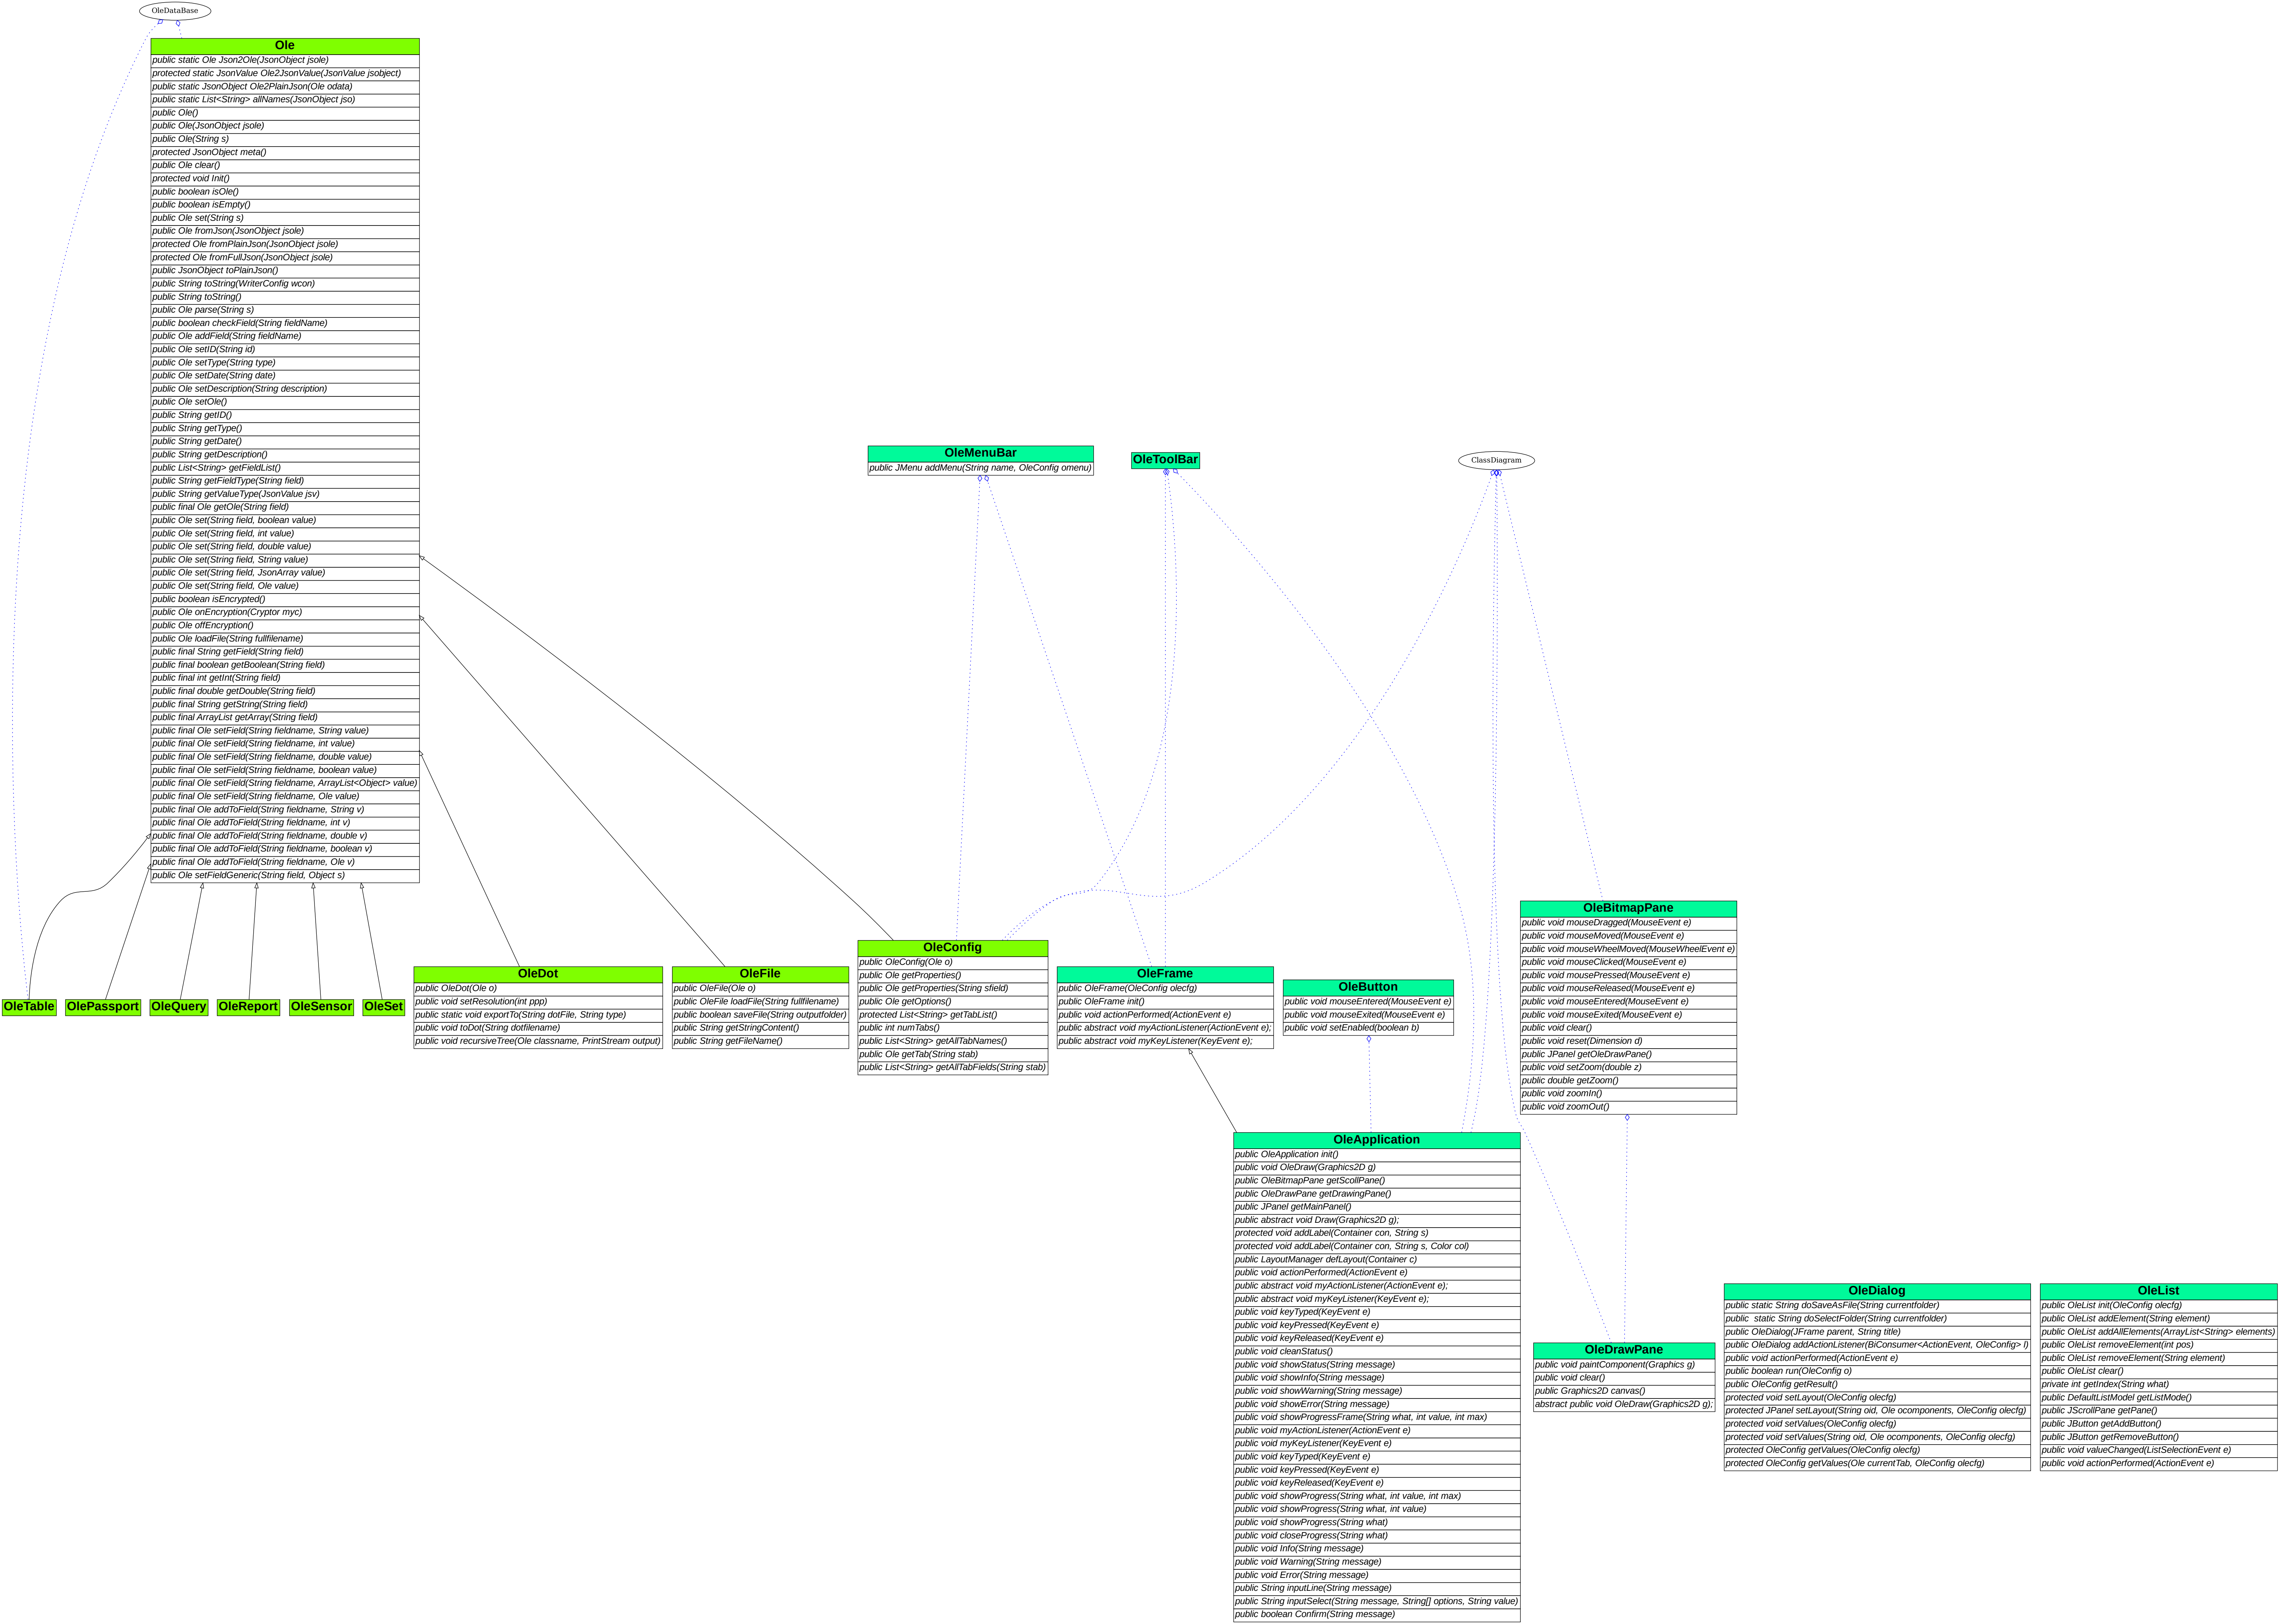 OleDataBase
Ole
public static Ole Json2Ole(JsonObject jsole)
protected static JsonValue Ole2JsonValue(JsonValue jsobject)
public static JsonObject Ole2PlainJson(Ole odata)
public static List<String> allNames(JsonObject jso)
public Ole()
public Ole(JsonObject jsole)
public Ole(String s)
protected JsonObject meta()
public Ole clear()
protected void Init()
public boolean isOle()
public boolean isEmpty()
public Ole set(String s)
public Ole fromJson(JsonObject jsole)
protected Ole fromPlainJson(JsonObject jsole)
protected Ole fromFullJson(JsonObject jsole)
public JsonObject toPlainJson()
public String toString(WriterConfig wcon)
public String toString()
public Ole parse(String s)
public boolean checkField(String fieldName)
public Ole addField(String fieldName)
public Ole setID(String id)
public Ole setType(String type)
public Ole setDate(String date)
public Ole setDescription(String description)
public Ole setOle()
public String getID()
public String getType()
public String getDate()
public String getDescription()
public List<String> getFieldList()
public String getFieldType(String field)
public String getValueType(JsonValue jsv)
public final Ole getOle(String field)
public Ole set(String field, boolean value)
public Ole set(String field, int value)
public Ole set(String field, double value)
public Ole set(String field, String value)
public Ole set(String field, JsonArray value)
public Ole set(String field, Ole value)
public boolean isEncrypted()
public Ole onEncryption(Cryptor myc)
public Ole offEncryption()
public Ole loadFile(String fullfilename)
public final String getField(String field)
public final boolean getBoolean(String field)
public final int getInt(String field)
public final double getDouble(String field)
public final String getString(String field)
public final ArrayList getArray(String field)
public final Ole setField(String fieldname, String value)
public final Ole setField(String fieldname, int value)
public final Ole setField(String fieldname, double value)
public final Ole setField(String fieldname, boolean value)
public final Ole setField(String fieldname, ArrayList<Object> value)
public final Ole setField(String fieldname, Ole value)
public final Ole addToField(String fieldname, String v)
public final Ole addToField(String fieldname, int v)
public final Ole addToField(String fieldname, double v)
public final Ole addToField(String fieldname, boolean v)
public final Ole addToField(String fieldname, Ole v)
public Ole setFieldGeneric(String field, Object s)
OleMenuBar
public JMenu addMenu(String name, OleConfig omenu)
OleToolBar
ClassDiagram
OleTable
OlePassport
OleQuery
OleReport
OleSensor
OleSet
OleDot
public OleDot(Ole o)
public void setResolution(int ppp)
public static void exportTo(String dotFile, String type)
public void toDot(String dotfilename)
public void recursiveTree(Ole classname, PrintStream output)
OleFile
public OleFile(Ole o)
public OleFile loadFile(String fullfilename)
public boolean saveFile(String outputfolder)
public String getStringContent()
public String getFileName()
OleConfig
public OleConfig(Ole o)
public Ole getProperties()
public Ole getProperties(String sfield)
public Ole getOptions()
protected List<String> getTabList()
public int numTabs()
public List<String> getAllTabNames()
public Ole getTab(String stab)
public List<String> getAllTabFields(String stab)
OleFrame
public OleFrame(OleConfig olecfg)
public OleFrame init()
public void actionPerformed(ActionEvent e)
public abstract void myActionListener(ActionEvent e);
public abstract void myKeyListener(KeyEvent e);
OleButton
public void mouseEntered(MouseEvent e)
public void mouseExited(MouseEvent e)
public void setEnabled(boolean b)
OleBitmapPane
public void mouseDragged(MouseEvent e)
public void mouseMoved(MouseEvent e)
public void mouseWheelMoved(MouseWheelEvent e)
public void mouseClicked(MouseEvent e)
public void mousePressed(MouseEvent e)
public void mouseReleased(MouseEvent e)
public void mouseEntered(MouseEvent e)
public void mouseExited(MouseEvent e)
public void clear()
public void reset(Dimension d)
public JPanel getOleDrawPane()
public void setZoom(double z)
public double getZoom()
public void zoomIn()
public void zoomOut()
OleApplication
public OleApplication init()
public void OleDraw(Graphics2D g)
public OleBitmapPane getScollPane()
public OleDrawPane getDrawingPane()
public JPanel getMainPanel()
public abstract void Draw(Graphics2D g);
protected void addLabel(Container con, String s)
protected void addLabel(Container con, String s, Color col)
public LayoutManager defLayout(Container c)
public void actionPerformed(ActionEvent e)
public abstract void myActionListener(ActionEvent e);
public abstract void myKeyListener(KeyEvent e);
public void keyTyped(KeyEvent e)
public void keyPressed(KeyEvent e)
public void keyReleased(KeyEvent e)
public void cleanStatus()
public void showStatus(String message)
public void showInfo(String message)
public void showWarning(String message)
public void showError(String message)
public void showProgressFrame(String what, int value, int max)
public void myActionListener(ActionEvent e)
public void myKeyListener(KeyEvent e)
public void keyTyped(KeyEvent e)
public void keyPressed(KeyEvent e)
public void keyReleased(KeyEvent e)
public void showProgress(String what, int value, int max)
public void showProgress(String what, int value)
public void showProgress(String what)
public void closeProgress(String what)
public void Info(String message)
public void Warning(String message)
public void Error(String message)
public String inputLine(String message)
public String inputSelect(String message, String[] options, String value)
public boolean Confirm(String message)
OleDrawPane
public void paintComponent(Graphics g)
public void clear()
public Graphics2D canvas()
abstract public void OleDraw(Graphics2D g);
OleDialog
public static String doSaveAsFile(String currentfolder)
public  static String doSelectFolder(String currentfolder)
public OleDialog(JFrame parent, String title)
public OleDialog addActionListener(BiConsumer<ActionEvent, OleConfig> l)
public void actionPerformed(ActionEvent e)
public boolean run(OleConfig o)
public OleConfig getResult()
protected void setLayout(OleConfig olecfg)
protected JPanel setLayout(String oid, Ole ocomponents, OleConfig olecfg)
protected void setValues(OleConfig olecfg)
protected void setValues(String oid, Ole ocomponents, OleConfig olecfg)
protected OleConfig getValues(OleConfig olecfg)
protected OleConfig getValues(Ole currentTab, OleConfig olecfg)
OleList
public OleList init(OleConfig olecfg)
public OleList addElement(String element)
public OleList addAllElements(ArrayList<String> elements)
public OleList removeElement(int pos)
public OleList removeElement(String element)
public OleList clear()
private int getIndex(String what)
public DefaultListModel getListMode()
public JScrollPane getPane()
public JButton getAddButton()
public JButton getRemoveButton()
public void valueChanged(ListSelectionEvent e)
public void actionPerformed(ActionEvent e)